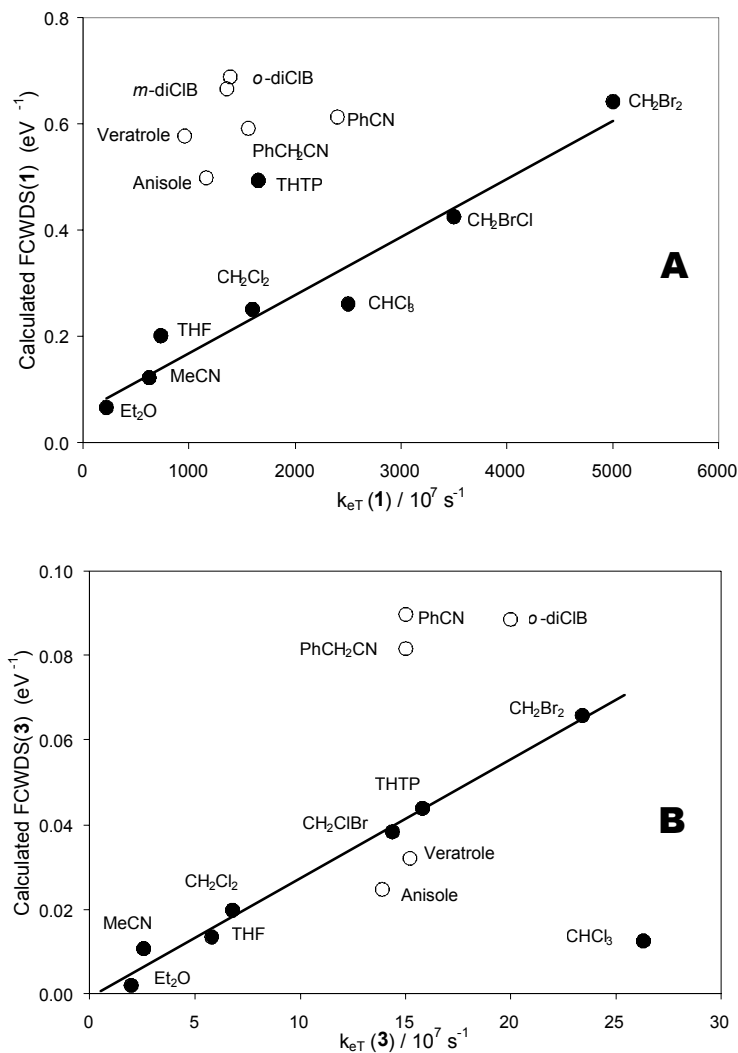 0.8
0.6
0.4
0.2
0.0
Calculated FCWDS(1) (eV⁻¹)
o-diClB
m-diClB
CH₂Br₂
PhCN
Veratrole
PhCH₂CN
Anisole
THTP
CH₂BrCl
A
CH₂Cl₂
CHCl₃
THF
MeCN
Et₂O
0 1000 2000 3000 4000 5000 6000
k_eT (1) / 10⁷ s⁻¹
0.10
0.08
0.06
0.04
0.02
0.00
Calculated FCWDS(3) (eV⁻¹)
PhCN
o-diClB
PhCH₂CN
CH₂Br₂
THTP
CH₂ClBr
B
Veratrole
CH₂Cl₂
Anisole
MeCN
THF
CHCl₃
Et₂O
0 5 10 15 20 25 30
k_eT (3) / 10⁷ s⁻¹